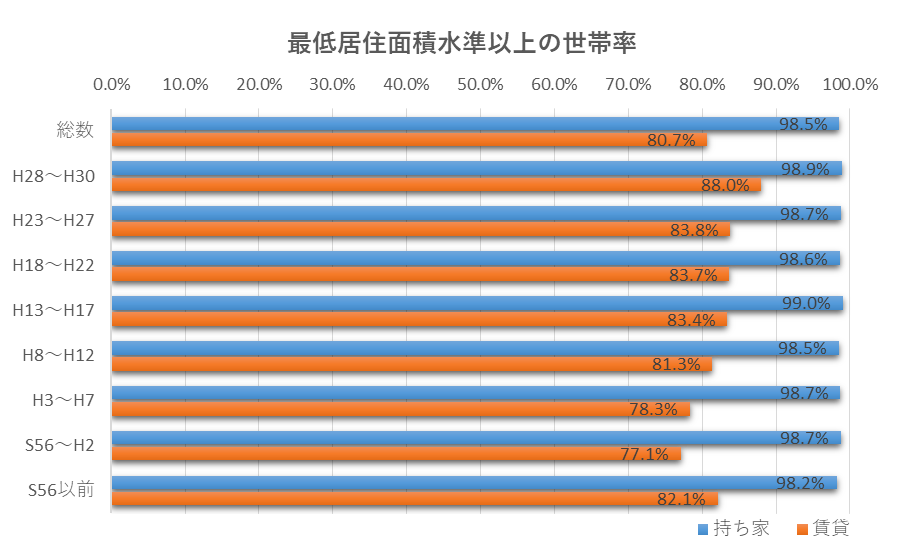 最低居住面積水準以上の世帯率
0.0% 10.0% 20.0% 30.0% 40.0% 50.0% 60.0% 70.0% 80.0% 90.0% 100.0%
総数 98.5%
80.7%
H28～H30 98.9%
88.0%
H23～H27 98.7%
83.8%
H18～H22 98.6%
83.7%
H13～H17 99.0%
83.4%
H8～H12 98.5%
81.3%
H3～H7 98.7%
78.3%
S56～H2 98.7%
77.1%
S56以前 98.2%
82.1%
持ち家 賃貸